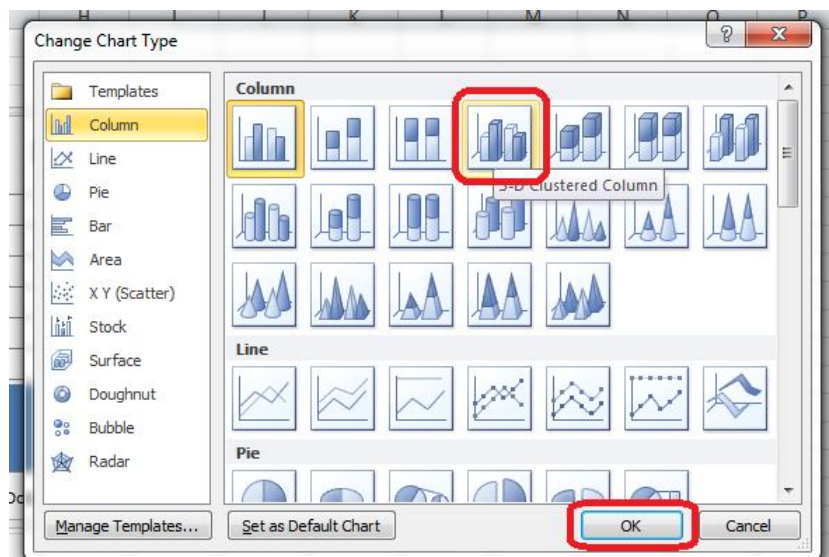 H I J K L M N O P
Change Chart Type
Templates
Column
Line
Pie
Bar
Area
X Y (Scatter)
Stock
Surface
Doughnut
Bubble
Radar
Column
3-D Clustered Column
Line
Pie
Manage Templates...
Set as Default Chart
OK
Cancel